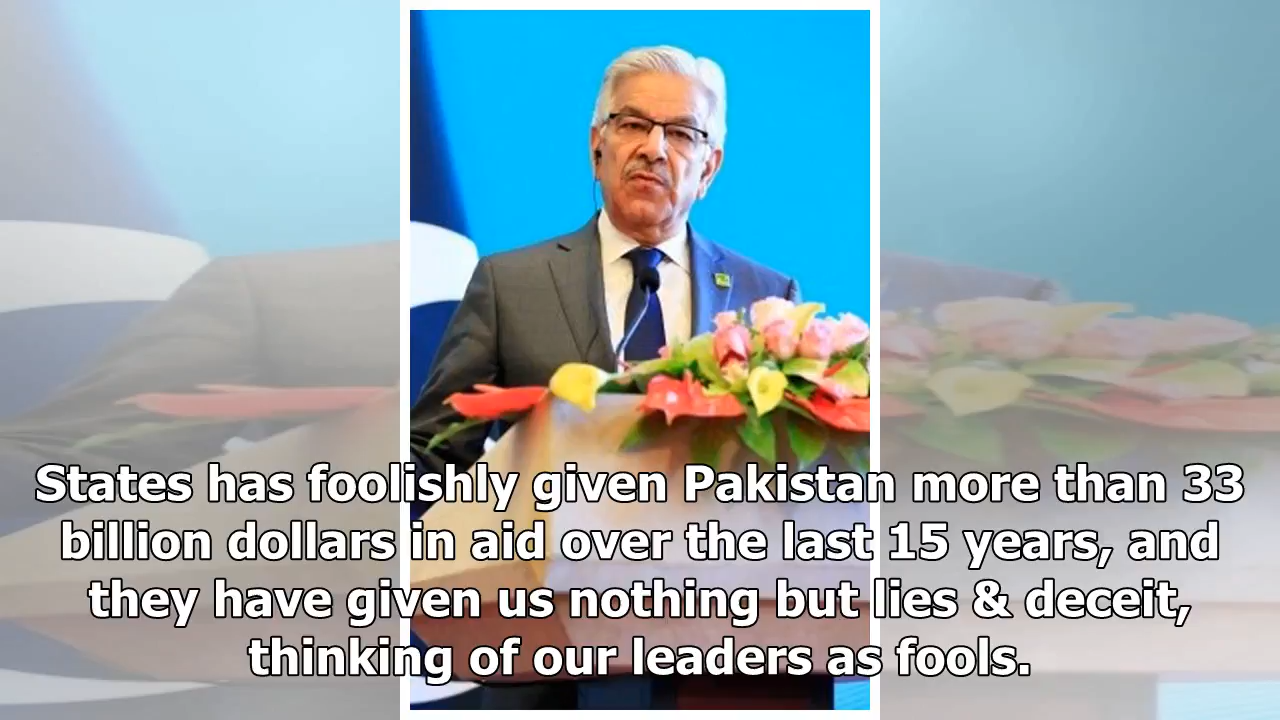 States has foolishly given Pakistan more than 33
billion dollars in aid over the last 15 years, and
they have given us nothing but lies & deceit,
thinking of our leaders as fools.